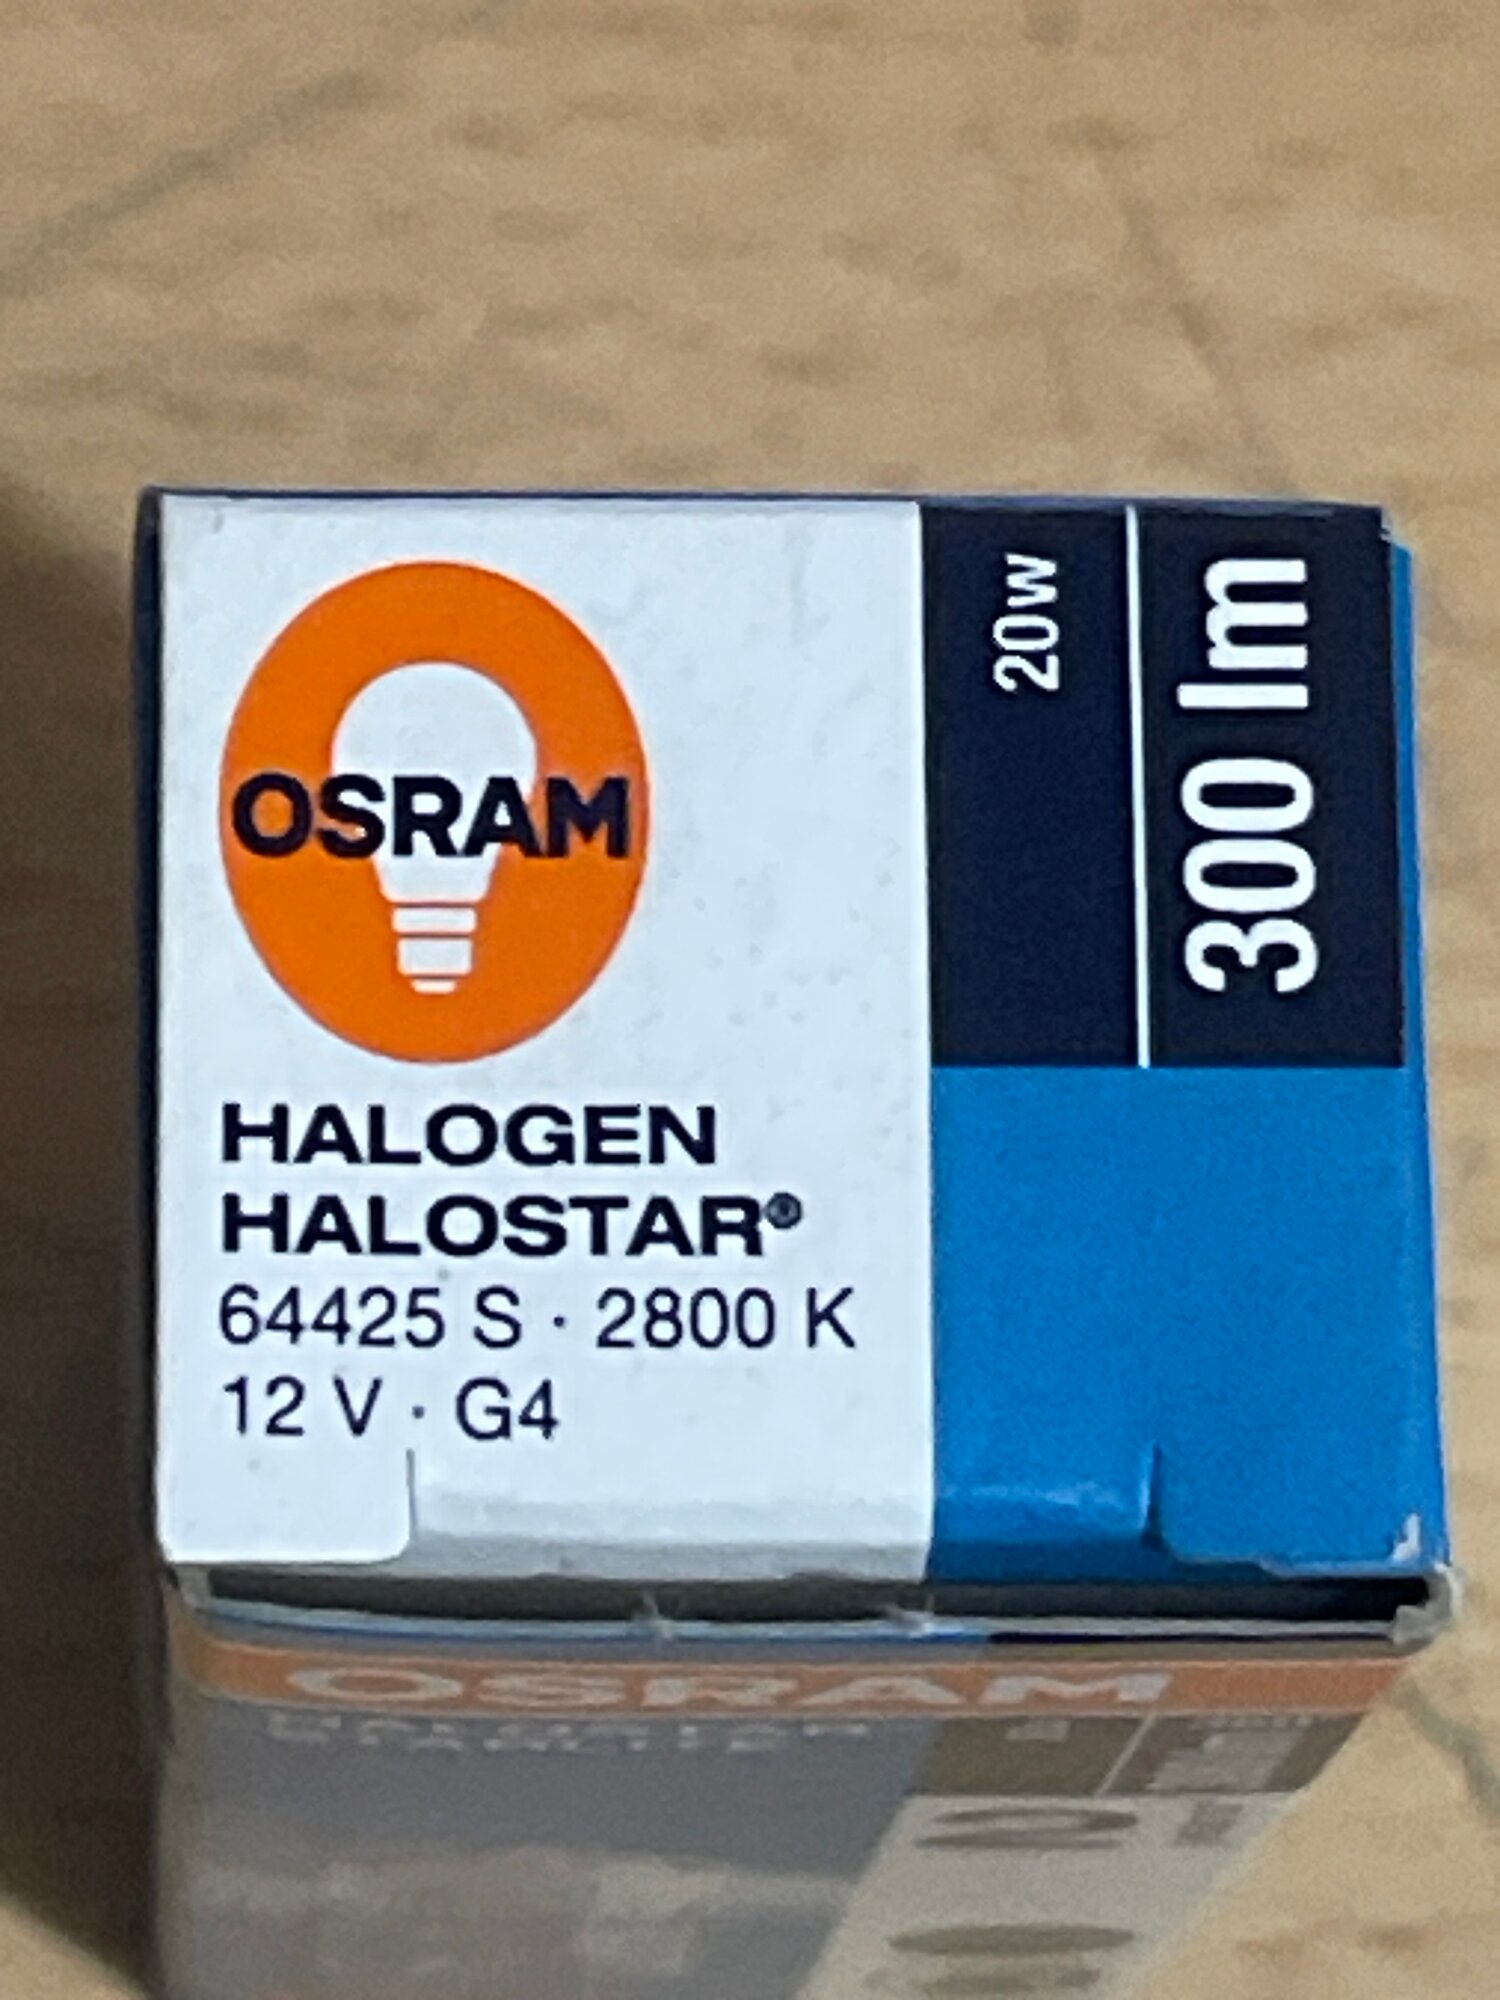 OSRAM
HALOGEN
HALOSTAR®
64425 S · 2800 K
12 V · G4
20W
300 lm
OSRAM